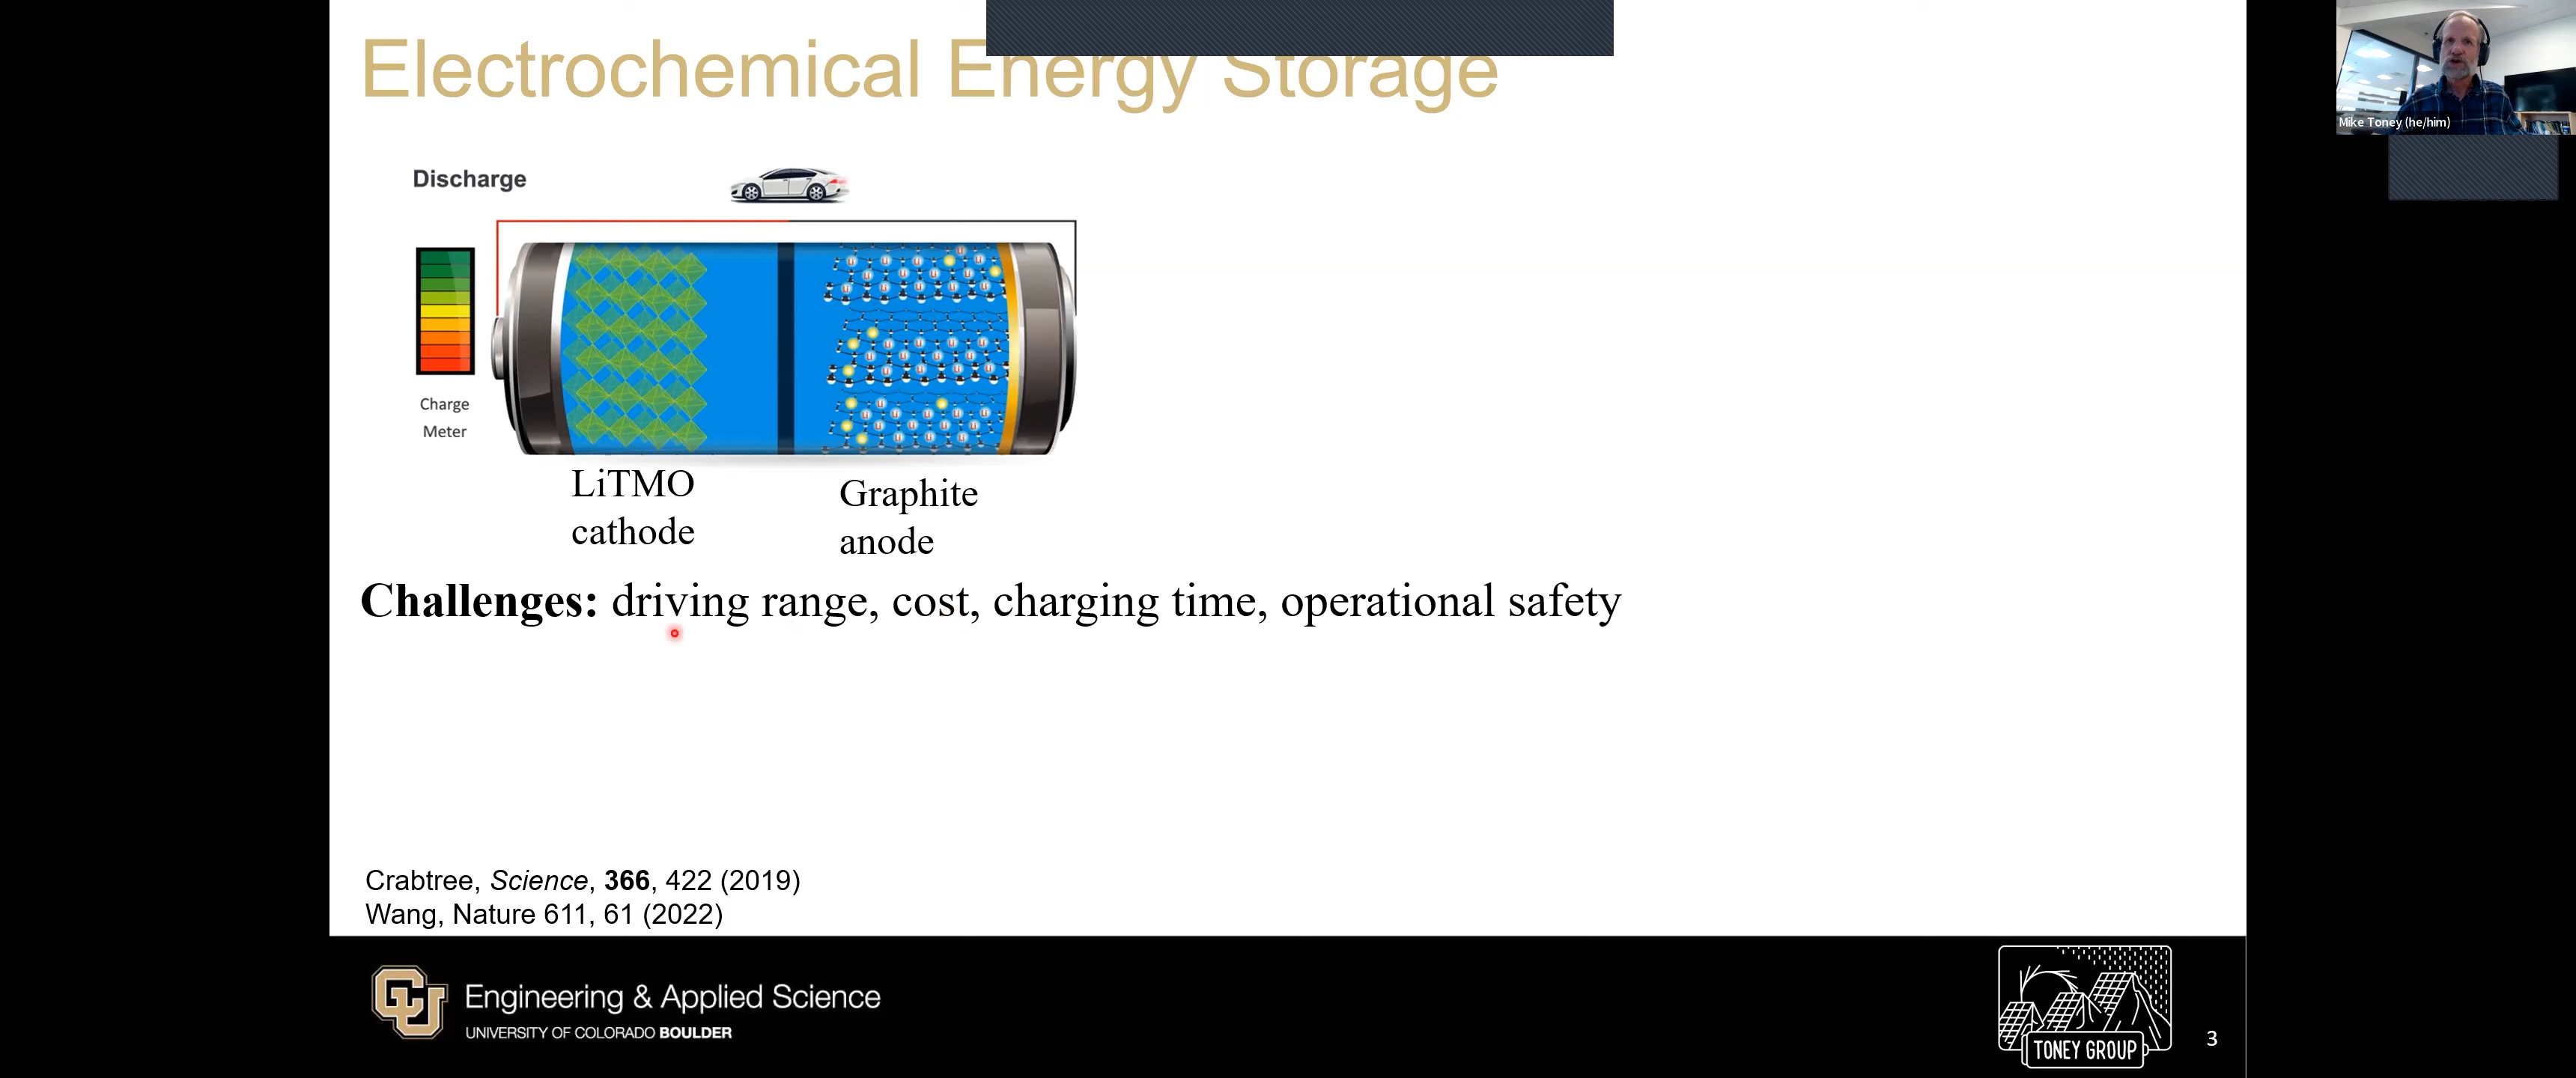 Electrochemical Energy Storage
Mike Toney (he/him)
Discharge
Charge
Meter
LiTMO
cathode
Graphite
anode
Challenges: driving range, cost, charging time, operational safety
Crabtree, Science, 366, 422 (2019)
Wang, Nature 611, 61 (2022)
CU
Engineering & Applied Science
UNIVERSITY OF COLORADO BOULDER
TONEY GROUP
3